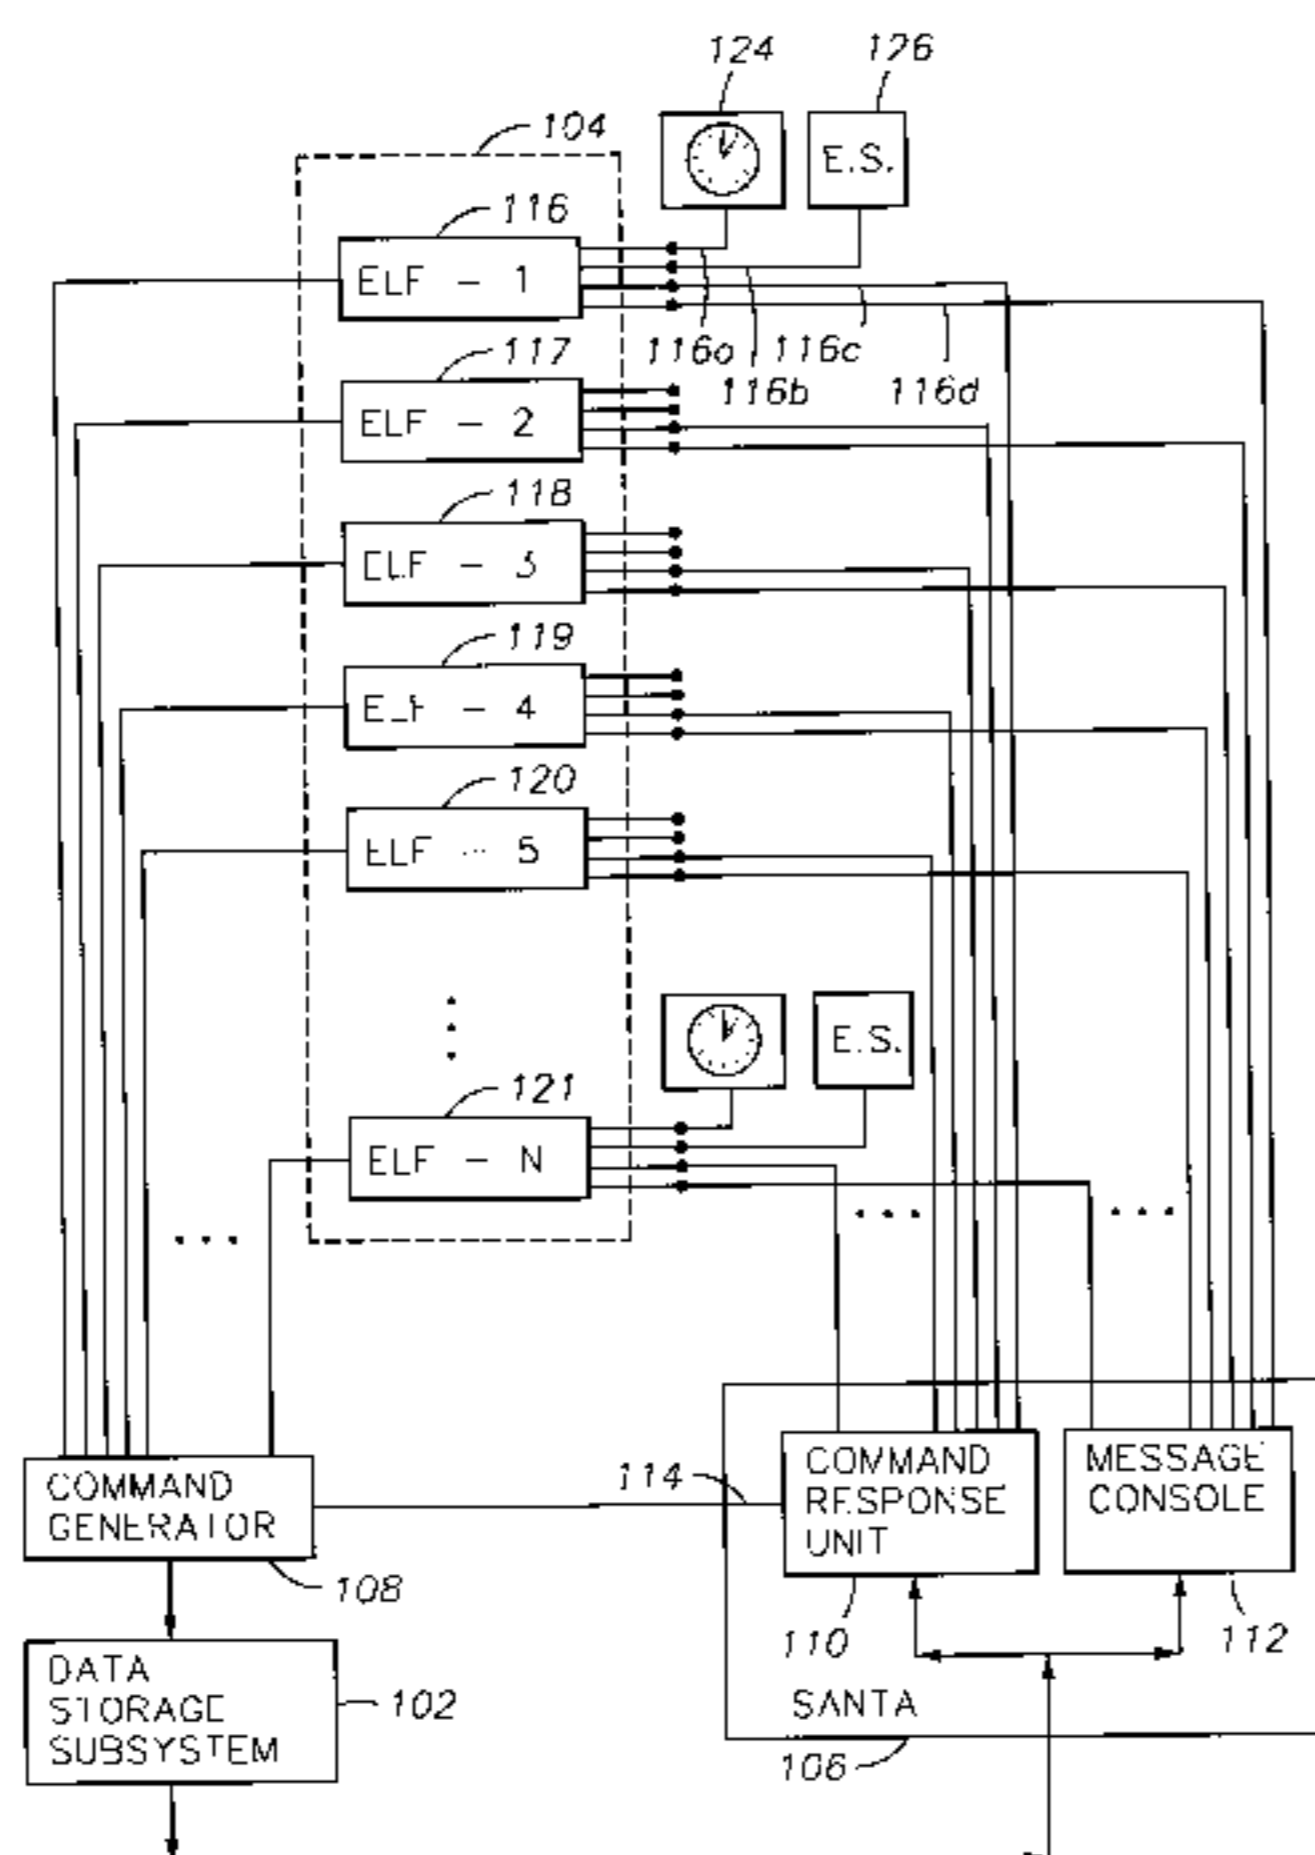 124
126
104
E.S.
116
ELF - 1
116a
116c
117
116b
116d
ELF - 2
118
ELF - 3
119
ELF - 4
120
ELF - 5
E.S.
121
ELF - N
COMMAND
GENERATOR
114
COMMAND
RESPONSE
UNIT
MESSAGE
CONSOLE
108
110
112
DATA
STORAGE
SUBSYSTEM
102
SANTA
106